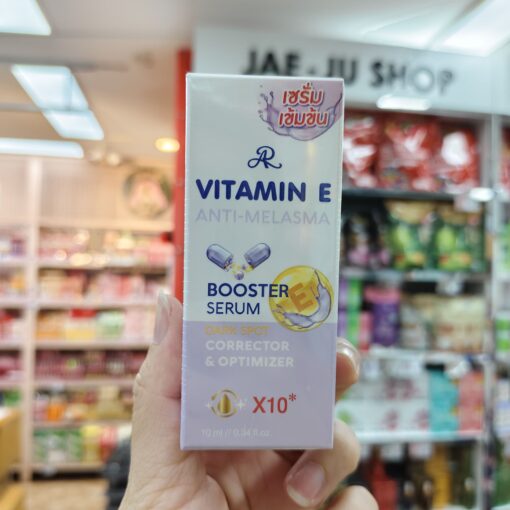 JAE.JU SHOP
เซรั่ม
เข้มข้น
AR
VITAMIN E
ANTI-MELASMA
BOOSTER
SERUM
E
DARK SPOT
CORRECTOR
& OPTIMIZER
X10*
10 ml // 0.34 fl.oz